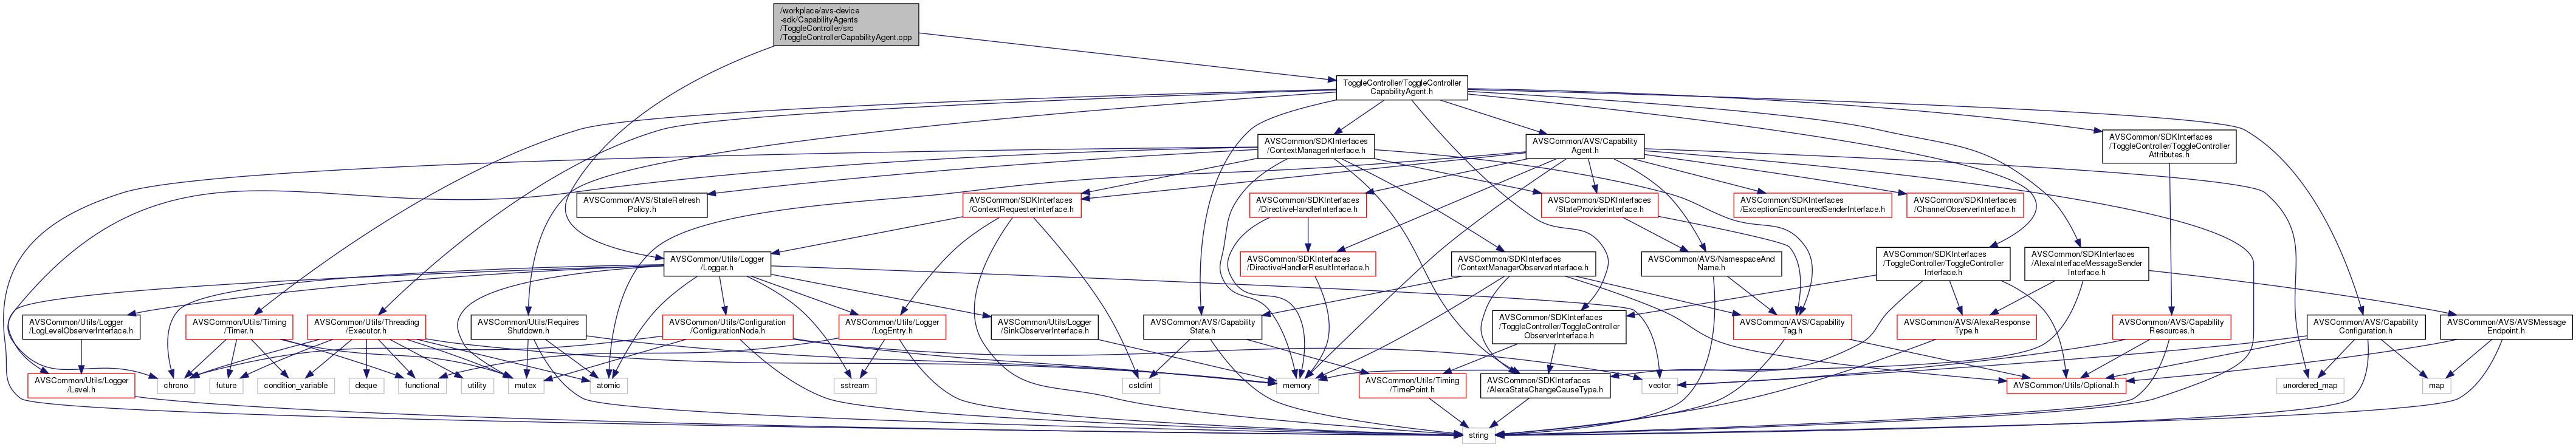 /workplace/avs-device
-sdk/CapabilityAgents
/ToggleController/src
/ToggleControllerCapabilityAgent.cpp
ToggleController/ToggleController
CapabilityAgent.h
AVSCommon/SDKInterfaces
/ContextManagerInterface.h
AVSCommon/AVS/Capability
Agent.h
AVSCommon/SDKInterfaces
/ToggleController/ToggleController
Attributes.h
AVSCommon/AVS/StateRefresh
Policy.h
AVSCommon/SDKInterfaces
/ContextRequesterInterface.h
AVSCommon/SDKInterfaces
/DirectiveHandlerInterface.h
AVSCommon/SDKInterfaces
/StateProviderInterface.h
AVSCommon/SDKInterfaces
/ExceptionEncounteredSenderInterface.h
AVSCommon/SDKInterfaces
/ChannelObserverInterface.h
AVSCommon/Utils/Logger
/Logger.h
AVSCommon/SDKInterfaces
/DirectiveHandlerResultInterface.h
AVSCommon/SDKInterfaces
/ContextManagerObserverInterface.h
AVSCommon/AVS/NamespaceAnd
Name.h
AVSCommon/SDKInterfaces
/ToggleController/ToggleController
Interface.h
AVSCommon/SDKInterfaces
/AlexaInterfaceMessageSender
Interface.h
AVSCommon/Utils/Logger
/LogLevelObserverInterface.h
AVSCommon/Utils/Timing
/Timer.h
AVSCommon/Utils/Threading
/Executor.h
AVSCommon/Utils/Requires
Shutdown.h
AVSCommon/Utils/Configuration
/ConfigurationNode.h
AVSCommon/Utils/Logger
/LogEntry.h
AVSCommon/Utils/Logger
/SinkObserverInterface.h
AVSCommon/AVS/Capability
State.h
AVSCommon/SDKInterfaces
/ToggleController/ToggleController
ObserverInterface.h
AVSCommon/AVS/Capability
Tag.h
AVSCommon/AVS/AlexaResponse
Type.h
AVSCommon/AVS/Capability
Resources.h
AVSCommon/AVS/Capability
Configuration.h
AVSCommon/AVS/AVSMessage
Endpoint.h
AVSCommon/Utils/Logger
/Level.h
chrono
future
condition_variable
deque
functional
utility
mutex
atomic
sstream
cstdint
memory
AVSCommon/Utils/Timing
/TimePoint.h
AVSCommon/SDKInterfaces
/AlexaStateChangeCauseType.h
vector
AVSCommon/Utils/Optional.h
unordered_map
map
string